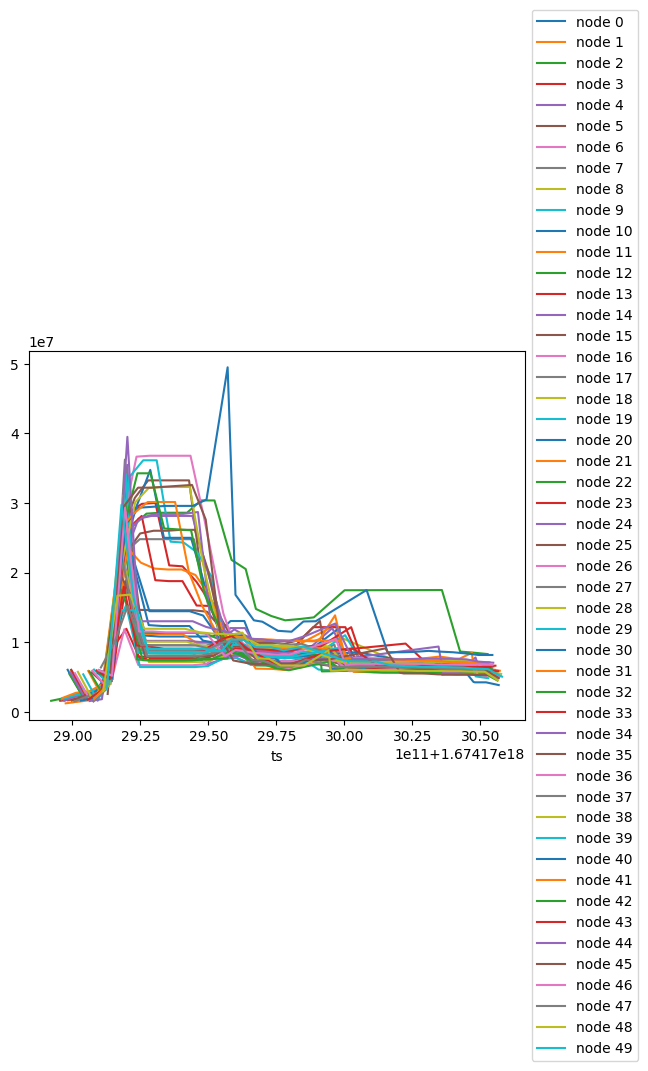 1e7
5
4
3
2
1
0
29.00 29.25 29.50 29.75 30.00 30.25 30.50
ts
1e11+1.67417e18
node 0
node 1
node 2
node 3
node 4
node 5
node 6
node 7
node 8
node 9
node 10
node 11
node 12
node 13
node 14
node 15
node 16
node 17
node 18
node 19
node 20
node 21
node 22
node 23
node 24
node 25
node 26
node 27
node 28
node 29
node 30
node 31
node 32
node 33
node 34
node 35
node 36
node 37
node 38
node 39
node 40
node 41
node 42
node 43
node 44
node 45
node 46
node 47
node 48
node 49